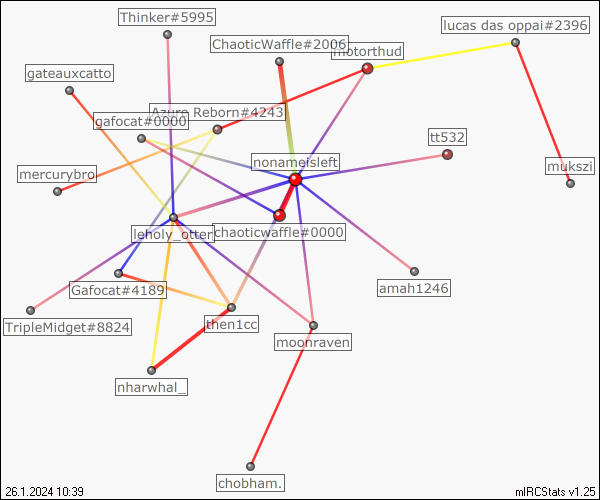 Thinker#5995
lucas das oppai#2396
ChaoticWaffle#2006
motorthud
gateauxcatto
Azure Reborn#4243
gafocat#0000
tt532
nonameisleft
mukszi
mercurybro
leholy_otter
chaoticwaffle#0000
Gafocat#4189
amah1246
TripleMidget#8824
then1cc
moonraven
nharwhal_
chobham.
26.1.2024 10:39
mIRCStats v1.25